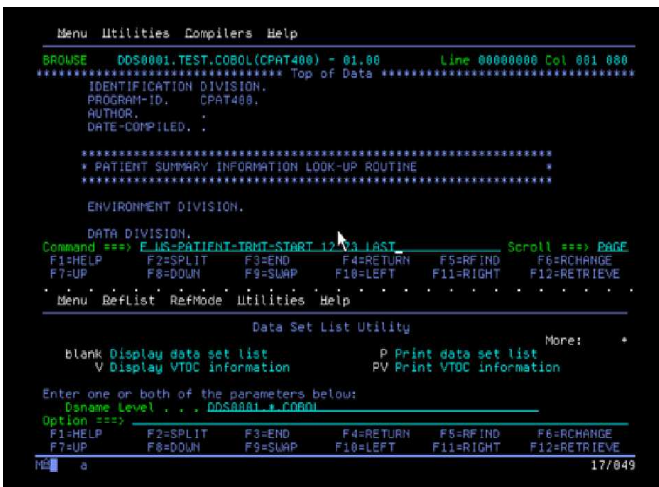 Menu Utilities Compilers Help
BROWSE DDS0001.TEST.COBOL(CPAT400) - 01.00 Line 00000000 Col 001 080
********************************* Top of Data **********************************
IDENTIFICATION DIVISION.
PROGRAM-ID. CPAT400.
AUTHOR. .
DATE-COMPILED. .
***************************************************************
* PATIENT SUMMARY INFORMATION LOOK-UP ROUTINE *
***************************************************************
ENVIRONMENT DIVISION.
DATA DIVISION.
Command ===> F WS-PATIENT-TRMT-START 12 73 LAST Scroll ===> PAGE
F1=HELP F2=SPLIT F3=END F4=RETURN F5=RFIND F6=RCHANGE
F7=UP F8=DOWN F9=SWAP F10=LEFT F11=RIGHT F12=RETRIEVE
. . . . . . . . . . . . . . . . . . . . . . . . . . . . . . . .
Menu RefList RefMode Utilities Help
Data Set List Utility
More: +
blank Display data set list P Print data set list
V Display VTOC information PV Print VTOC information
Enter one or both of the parameters below:
Dsname Level . . . DDS0001.*.COBOL
Option ===>
F1=HELP F2=SPLIT F3=END F4=RETURN F5=RFIND F6=RCHANGE
F7=UP F8=DOWN F9=SWAP F10=LEFT F11=RIGHT F12=RETRIEVE
a 17/049